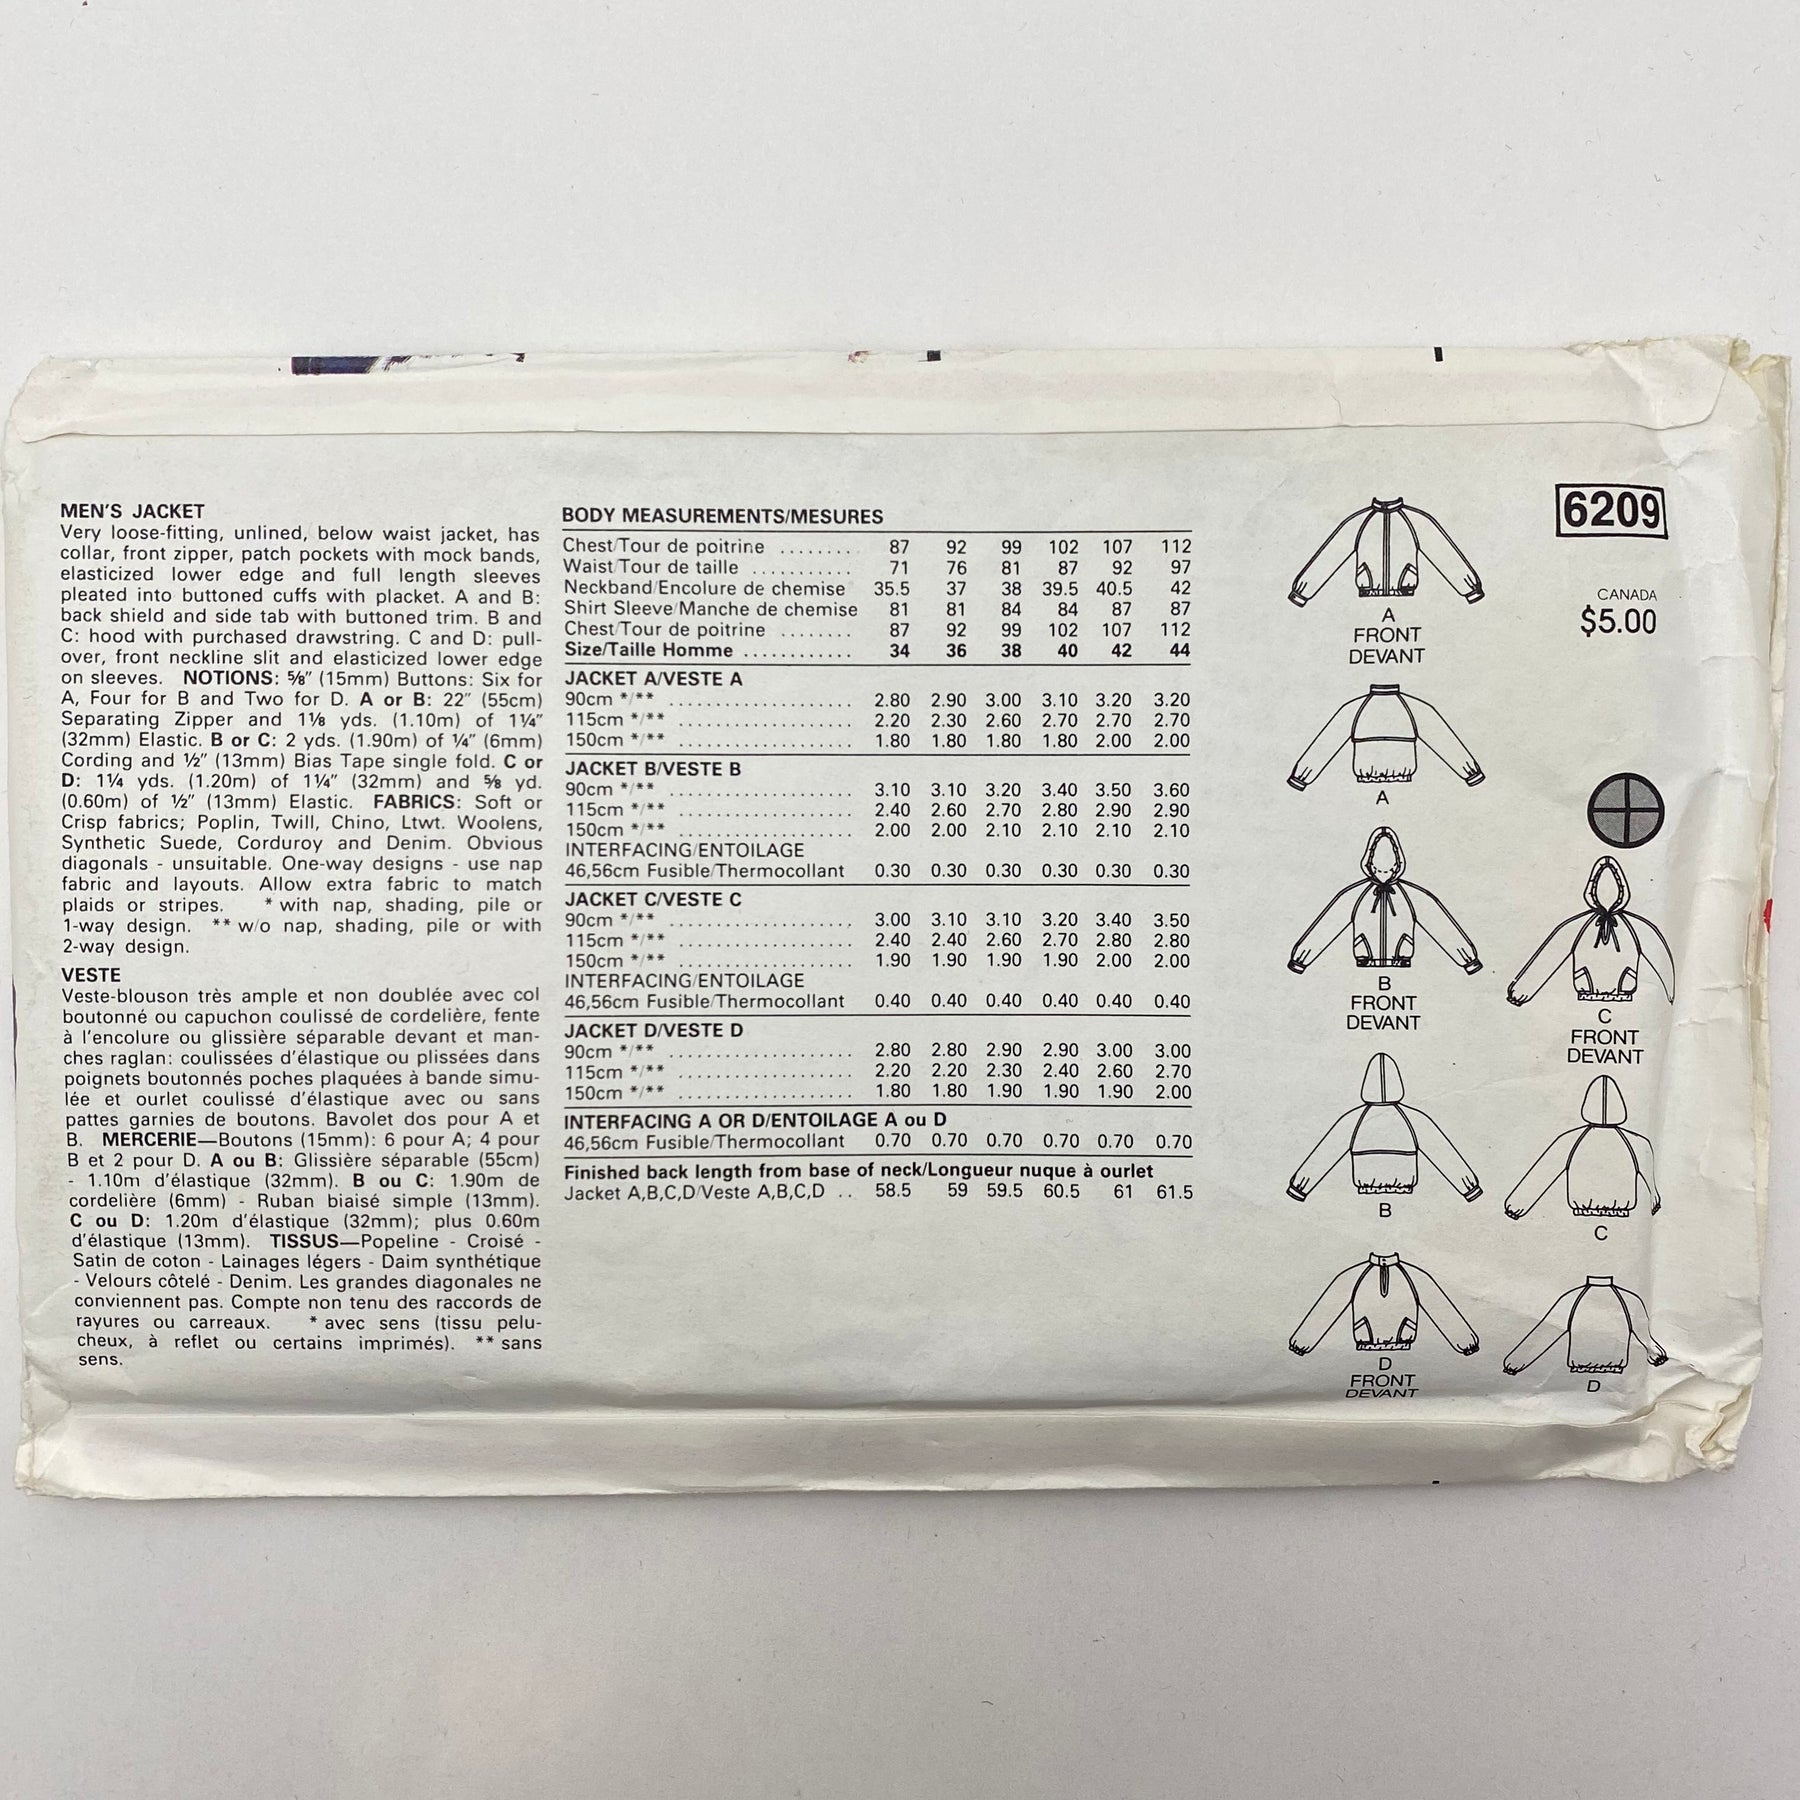 MEN'S JACKET
Very loose-fitting, unlined, below waist jacket, has
collar, front zipper, patch pockets with mock bands,
elasticized lower edge and full length sleeves
pleated into buttoned cuffs with placket. A and B:
back shield and side tab with buttoned trim. B and
C: hood with purchased drawstring. C and D: pull-
over, front neckline slit and elasticized lower edge
on sleeves. NOTIONS: ⅝" (15mm) Buttons: Six for
A, Four for B and Two for D. A or B: 22" (55cm)
Separating Zipper and 1⅛ yds. (1.10m) of 1¼"
(32mm) Elastic. B or C: 2 yds. (1.90m) of ¼" (6mm)
Cording and ½" (13mm) Bias Tape single fold. C or
D: 1¼ yds. (1.20m) of 1¼" (32mm) and ⅝ yd.
(0.60m) of ½" (13mm) Elastic. FABRICS: Soft or
Crisp fabrics; Poplin, Twill, Chino, Ltwt. Woolens,
Synthetic Suede, Corduroy and Denim. Obvious
diagonals - unsuitable. One-way designs - use nap
fabric and layouts. Allow extra fabric to match
plaids or stripes. * with nap, shading, pile or
1-way design. ** w/o nap, shading, pile or with
2-way design.
VESTE
Veste-blouson très ample et non doublée avec col
boutonné ou capuchon coulissé de cordelière, fente
à l'encolure ou glissière séparable devant et man-
ches raglan: coulissées d'élastique ou plissées dans
poignets boutonnés poches plaquées à bande simu-
lée et ourlet coulissé d'élastique avec ou sans
pattes garnies de boutons. Bavolet dos pour A et
B. MERCERIE—Boutons (15mm): 6 pour A; 4 pour
B et 2 pour D. A ou B: Glissière séparable (55cm)
- 1.10m d'élastique (32mm). B ou C: 1.90m de
cordelière (6mm) - Ruban biaisé simple (13mm).
C ou D: 1.20m d'élastique (32mm); plus 0.60m
d'élastique (13mm). TISSUS—Popeline - Croisé -
Satin de coton - Lainages légers - Daim synthétique
- Velours côtelé - Denim. Les grandes diagonales ne
conviennent pas. Compte non tenu des raccords de
rayures ou carreaux. * avec sens (tissu pelu-
cheux, à reflet ou certains imprimés). ** sans
sens.
BODY MEASUREMENTS/MESURES
Chest/Tour de poitrine ......... 87 92 99 102 107 112
Waist/Tour de taille ........... 71 76 81 87 92 97
Neckband/Encolure de chemise 35.5 37 38 39.5 40.5 42
Shirt Sleeve/Manche de chemise 81 81 84 84 87 87
Chest/Tour de poitrine ........ 87 92 99 102 107 112
Size/Taille Homme ............ 34 36 38 40 42 44
JACKET A/VESTE A
90cm */** .................... 2.80 2.90 3.00 3.10 3.20 3.20
115cm */** ................... 2.20 2.30 2.60 2.70 2.70 2.70
150cm */** ................... 1.80 1.80 1.80 1.80 2.00 2.00
JACKET B/VESTE B
90cm */** .................... 3.10 3.10 3.20 3.40 3.50 3.60
115cm */** ................... 2.40 2.60 2.70 2.80 2.90 2.90
150cm */** ................... 2.00 2.00 2.10 2.10 2.10 2.10
INTERFACING/ENTOILAGE
46,56cm Fusible/Thermocollant 0.30 0.30 0.30 0.30 0.30 0.30
JACKET C/VESTE C
90cm */** .................... 3.00 3.10 3.10 3.20 3.40 3.50
115cm */** ................... 2.40 2.40 2.60 2.70 2.80 2.80
150cm */** ................... 1.90 1.90 1.90 1.90 2.00 2.00
INTERFACING/ENTOILAGE
46,56cm Fusible/Thermocollant 0.40 0.40 0.40 0.40 0.40 0.40
JACKET D/VESTE D
90cm */** .................... 2.80 2.80 2.90 2.90 3.00 3.00
115cm */** ................... 2.20 2.20 2.30 2.40 2.60 2.70
150cm */** ................... 1.80 1.80 1.90 1.90 1.90 2.00
INTERFACING A OR D/ENTOILAGE A ou D
46,56cm Fusible/Thermocollant 0.70 0.70 0.70 0.70 0.70 0.70
Finished back length from base of neck/Longueur nuque à ourlet
Jacket A,B,C,D/Veste A,B,C,D .. 58.5 59 59.5 60.5 61 61.5
A
FRONT
DEVANT
A
B
FRONT
DEVANT
B
D
FRONT
DEVANT
6209
CANADA
$5.00
C
FRONT
DEVANT
C
D